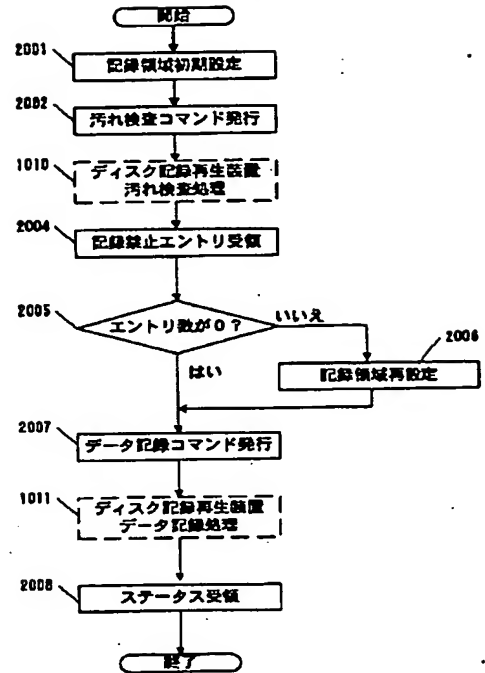 開始
2001
記録領域初期設定
2002
汚れ検査コマンド発行
1010
ディスク記録再生装置
汚れ検査処理
2004
記録禁止エントリ受領
2005
エントリ数が0?
いいえ
はい
2006
記録領域再設定
2007
データ記録コマンド発行
1011
ディスク記録再生装置
データ記録処理
2008
ステータス受領
終了